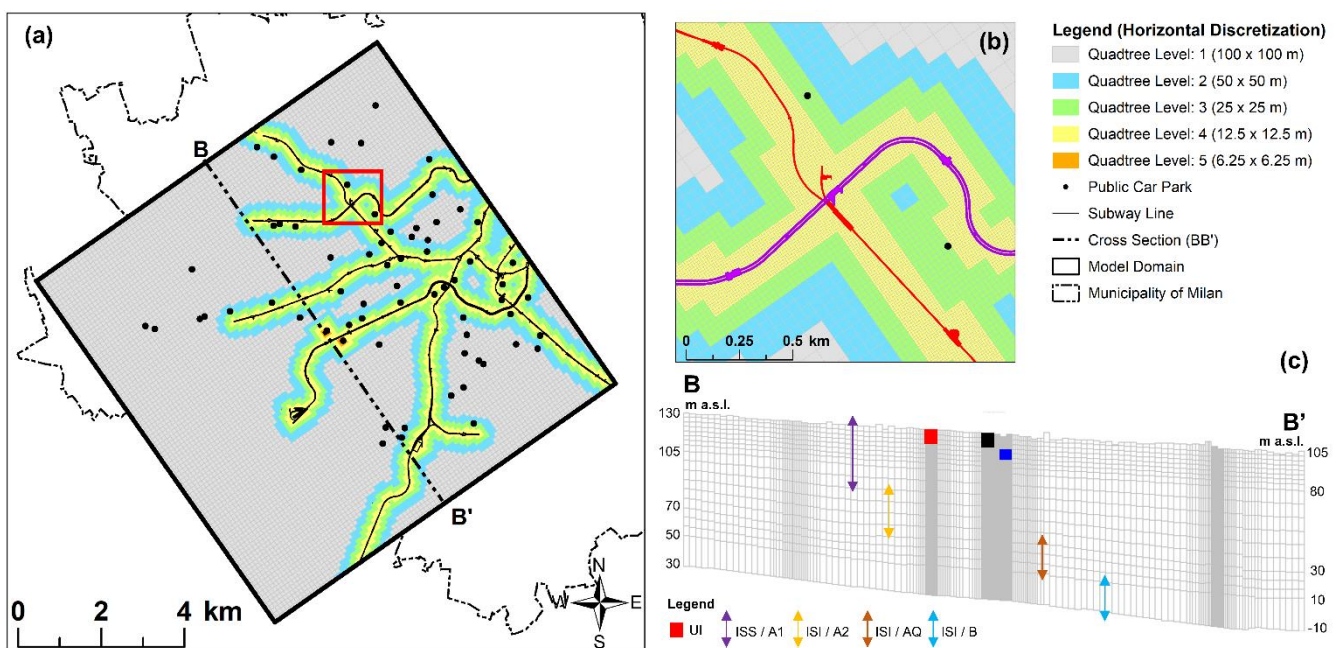 (a)
B
B'
0 2 4 km
N
W E
S
(b)
0 0.25 0.5 km
Legend (Horizontal Discretization)
Quadtree Level: 1 (100 x 100 m)
Quadtree Level: 2 (50 x 50 m)
Quadtree Level: 3 (25 x 25 m)
Quadtree Level: 4 (12.5 x 12.5 m)
Quadtree Level: 5 (6.25 x 6.25 m)
Public Car Park
Subway Line
Cross Section (BB')
Model Domain
Municipality of Milan
(c)
B
m a.s.l.
130
105
70
50
30
B’
m a.s.l.
105
80
30
10
-10
Legend
UI ISS / A1 ISI / A2 ISI / AQ ISI / B